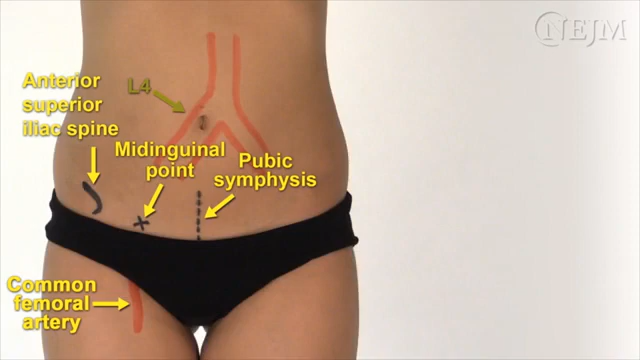 NEJM
Anterior
superior
iliac spine
L4
Midinguinal
point
Pubic
symphysis
Common
femoral
artery